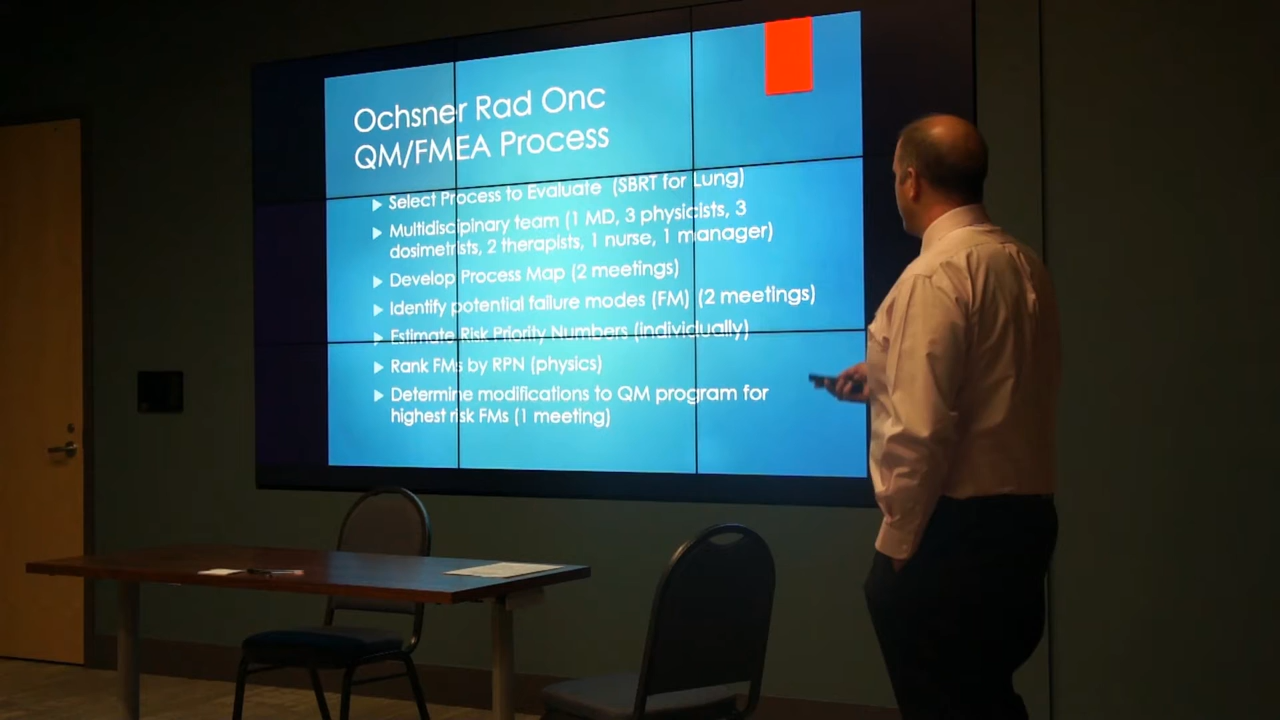 Ochsner Rad Onc
QM/FMEA Process
Select Process to Evaluate (SBRT for Lung)
Multidiscipinary team (1 MD, 3 physicists, 3
dosimetrists, 2 therapists, 1 nurse, 1 manager)
Develop Process Map (2 meetings)
Identify potential failure modes (FM) (2 meetings)
Estimate Risk Priority Numbers (individually)
Rank FMs by RPN (physics)
Determine modifications to QM program for
highest risk FMs (1 meeting)